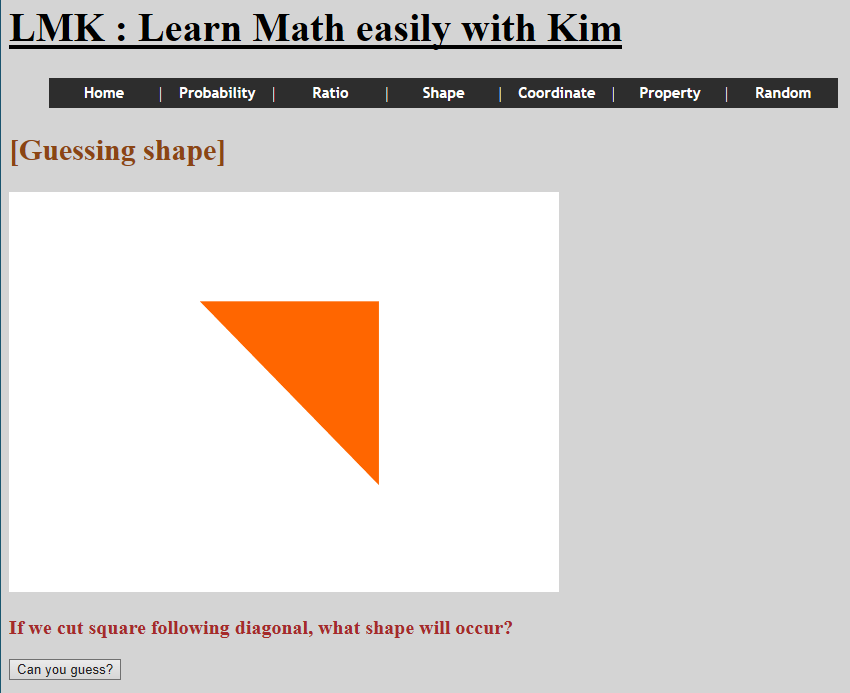 LMK : Learn Math easily with Kim
Home | Probability | Ratio | Shape | Coordinate | Property | Random
[Guessing shape]
If we cut square following diagonal, what shape will occur?
Can you guess?